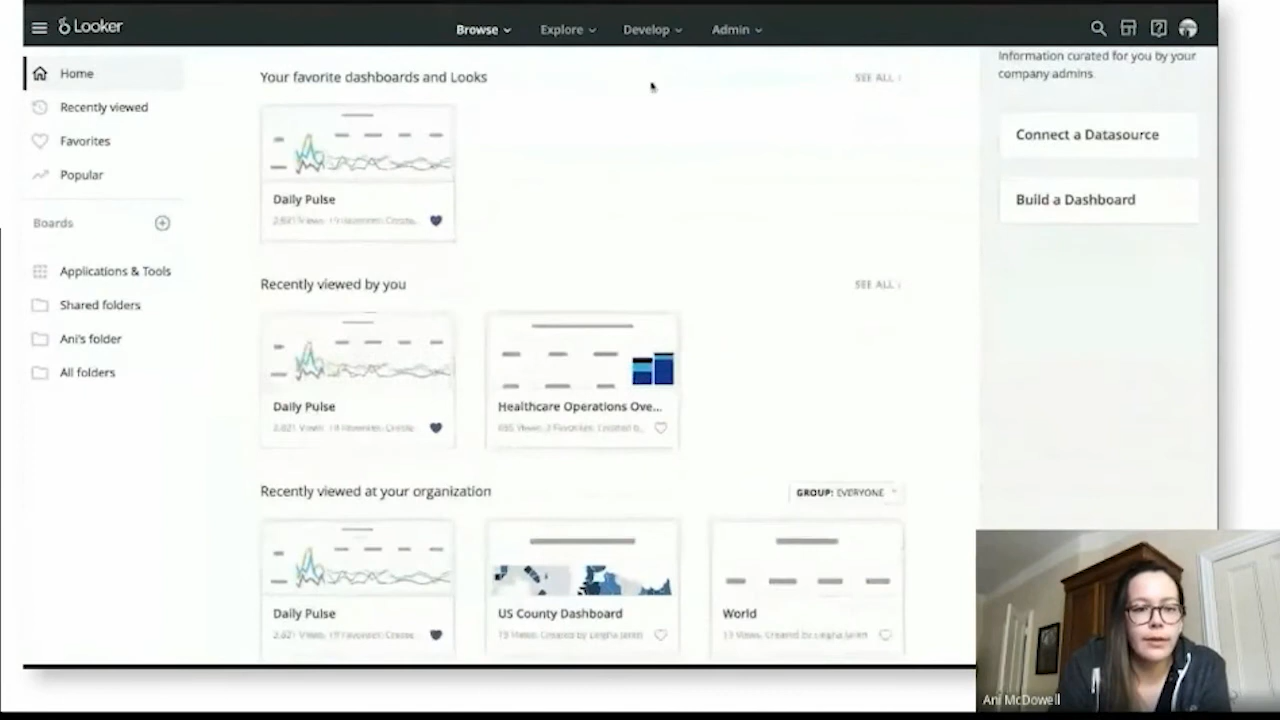 Looker
Browse Explore Develop Admin
Home
Recently viewed
Favorites
Popular
Boards
Applications & Tools
Shared folders
Ani's folder
All folders
Your favorite dashboards and Looks
SEE ALL
Daily Pulse
Recently viewed by you
SEE ALL
Daily Pulse
Healthcare Operations Ove...
Recently viewed at your organization
GROUP: EVERYONE
Daily Pulse
US County Dashboard
World
Information curated for you by your
company admins.
Connect a Datasource
Build a Dashboard
Ani McDowell